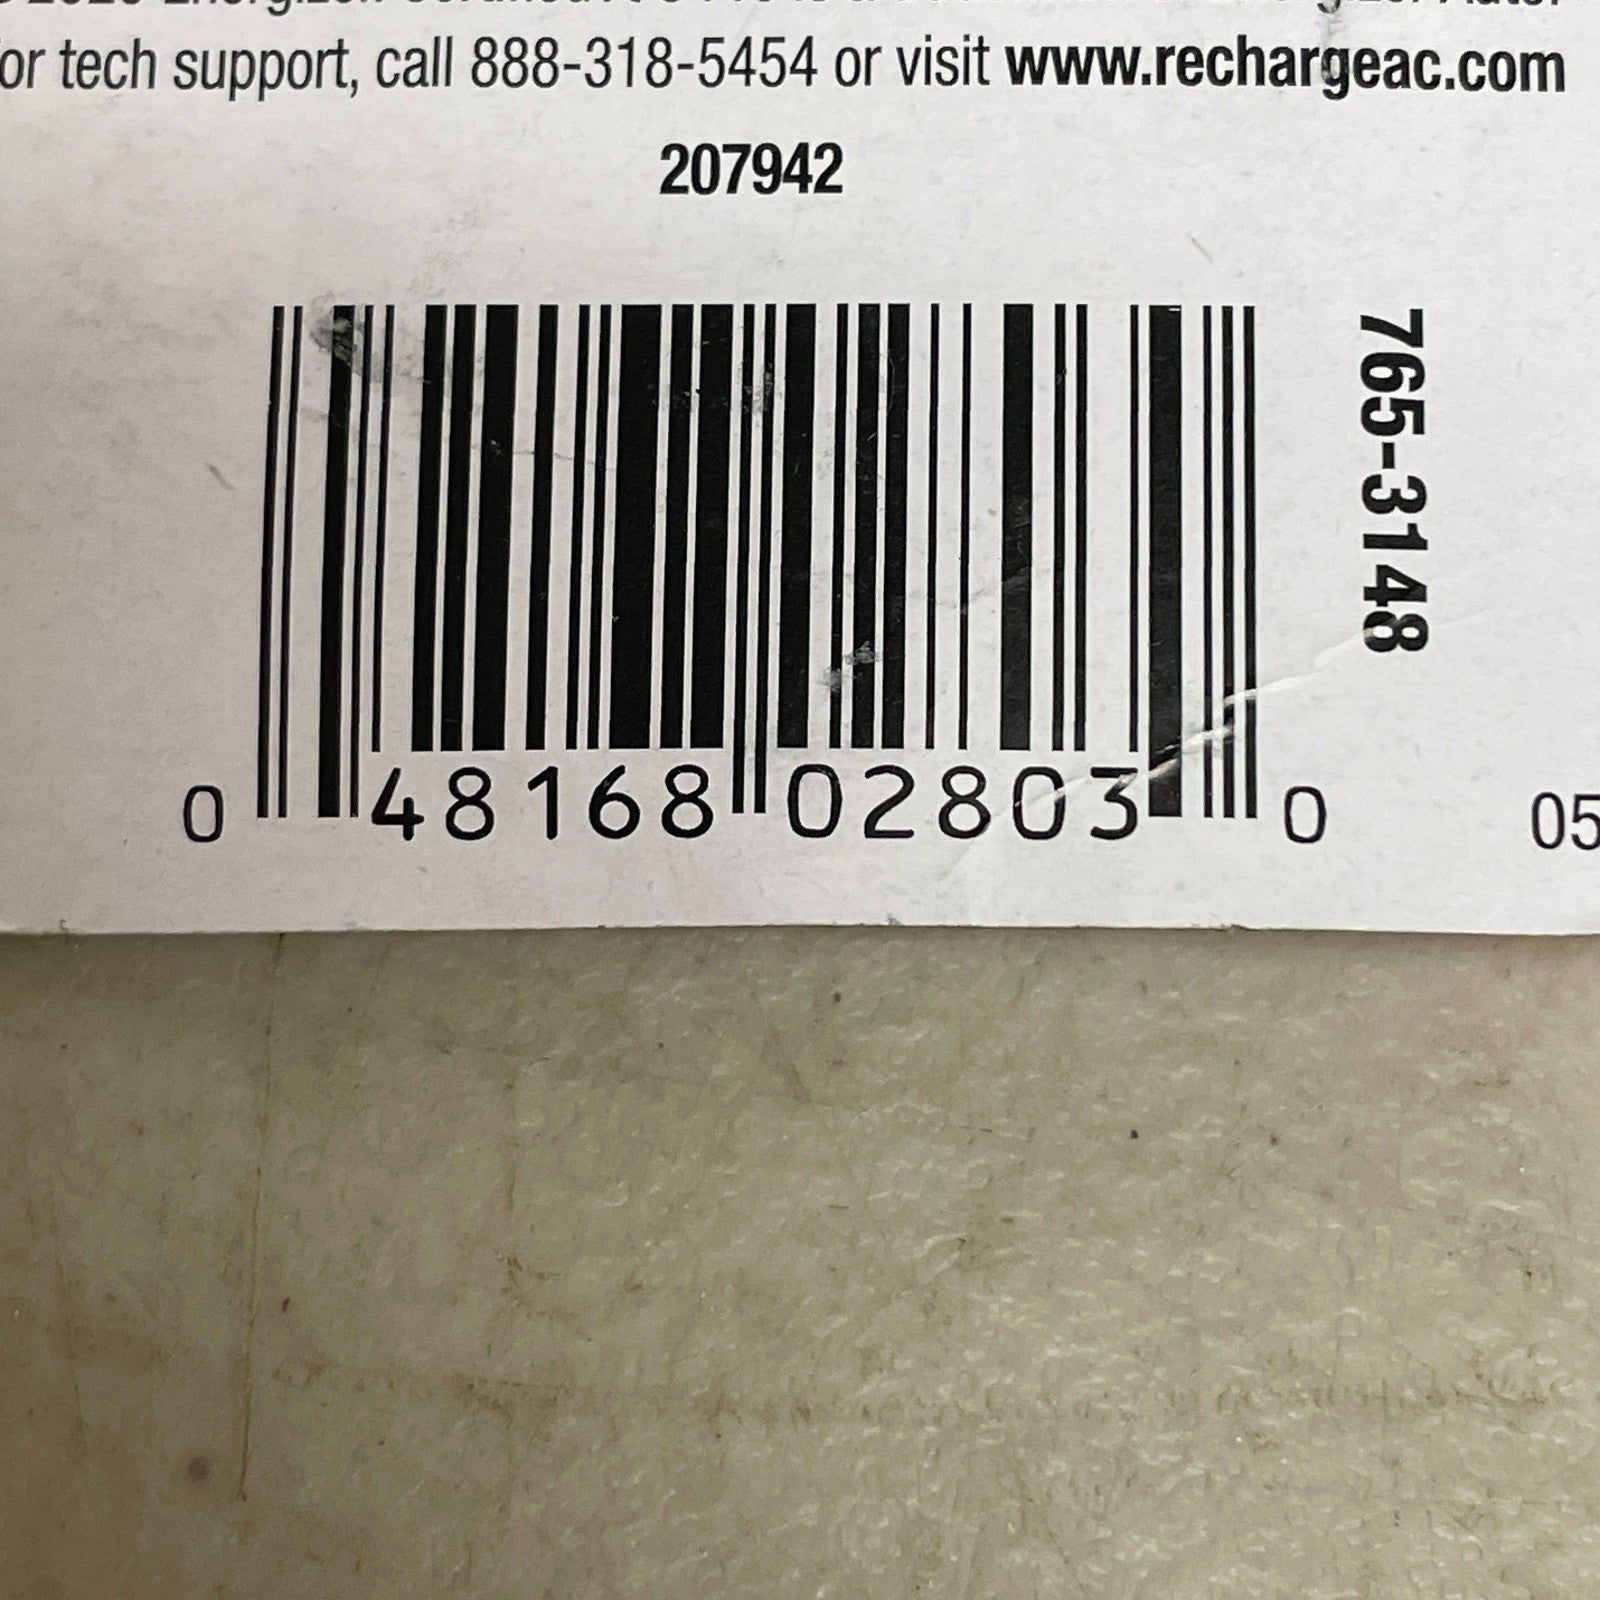 or tech support, call 888-318-5454 or visit www.rechargeac.com
207942
765-3148
0 48168 02803 0
05